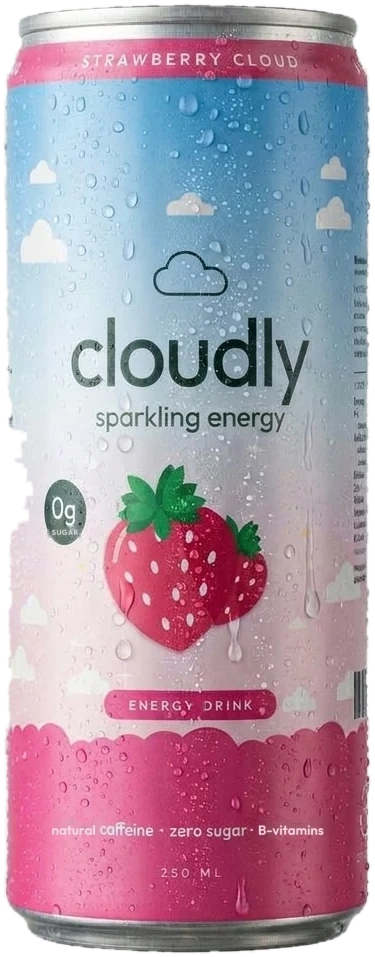 STRAWBERRY CLOUD
cloudly
sparkling energy
0g
SUGAR
ENERGY DRINK
natural caffeine · zero sugar · B-vitamins
250 ML